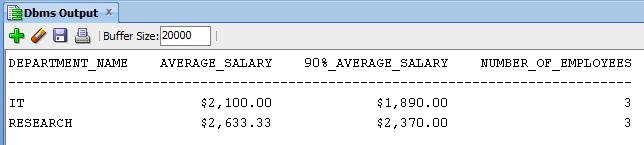 Dbms Output ×
Buffer Size: 20000
DEPARTMENT_NAME AVERAGE_SALARY 90%_AVERAGE_SALARY NUMBER_OF_EMPLOYEES
--------------------------------------------------------------------------------
IT $2,100.00 $1,890.00 3
RESEARCH $2,633.33 $2,370.00 3